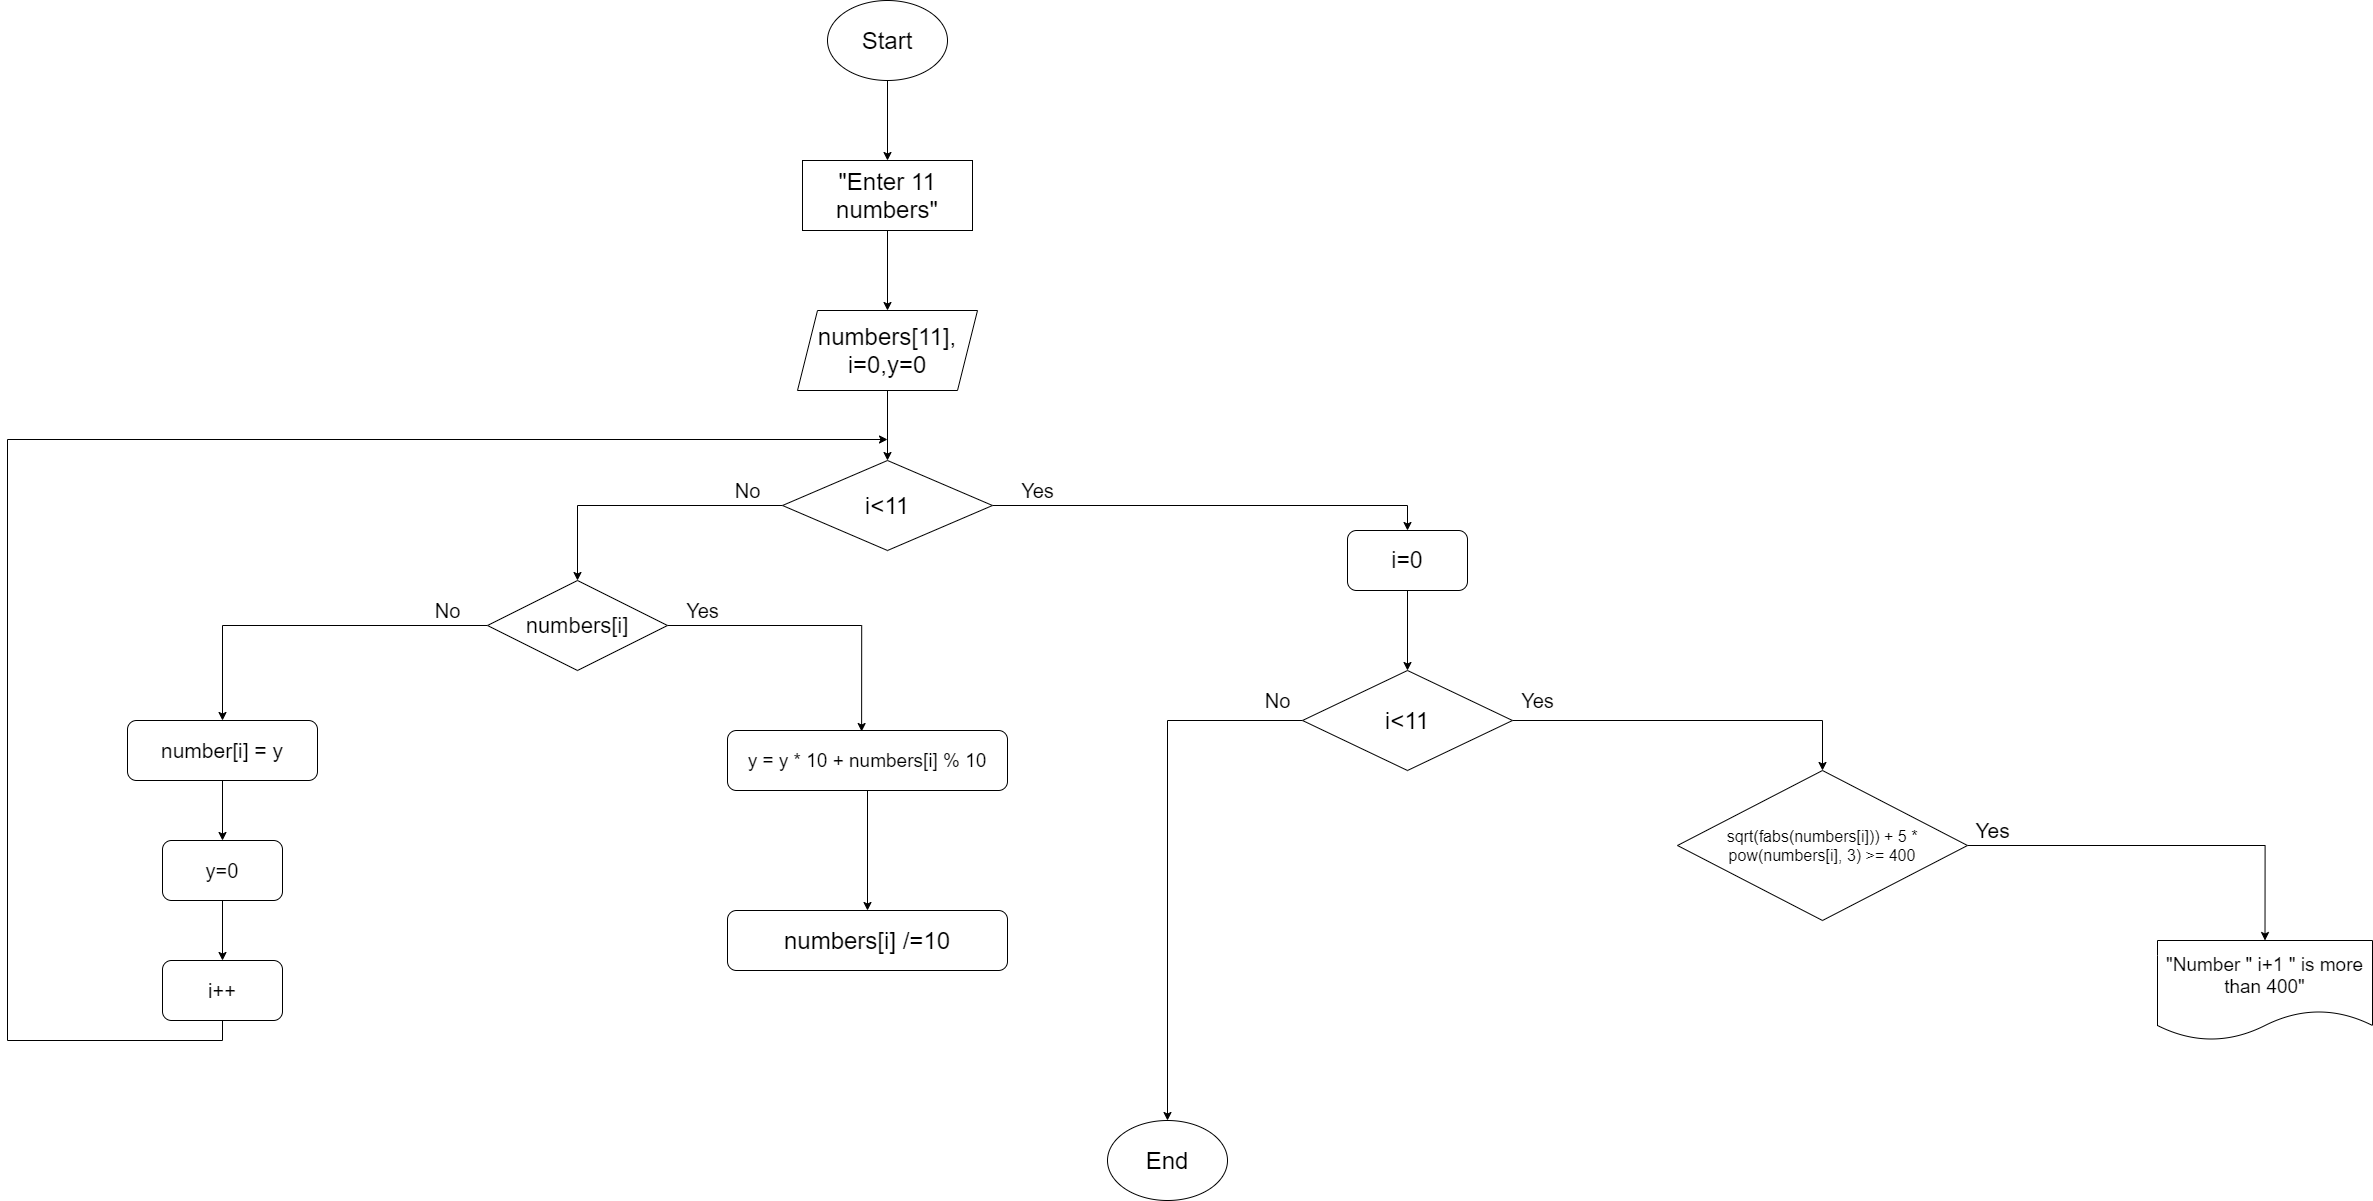 Start
"Enter 11
numbers"
numbers[11],
i=0,y=0
No
i<11
Yes
i=0
No
numbers[i]
Yes
No
i<11
Yes
number[i] = y
y = y * 10 + numbers[i] % 10
sqrt(fabs(numbers[i])) + 5 *
pow(numbers[i], 3) >= 400
Yes
y=0
numbers[i] /=10
"Number " i+1 " is more
than 400"
i++
End